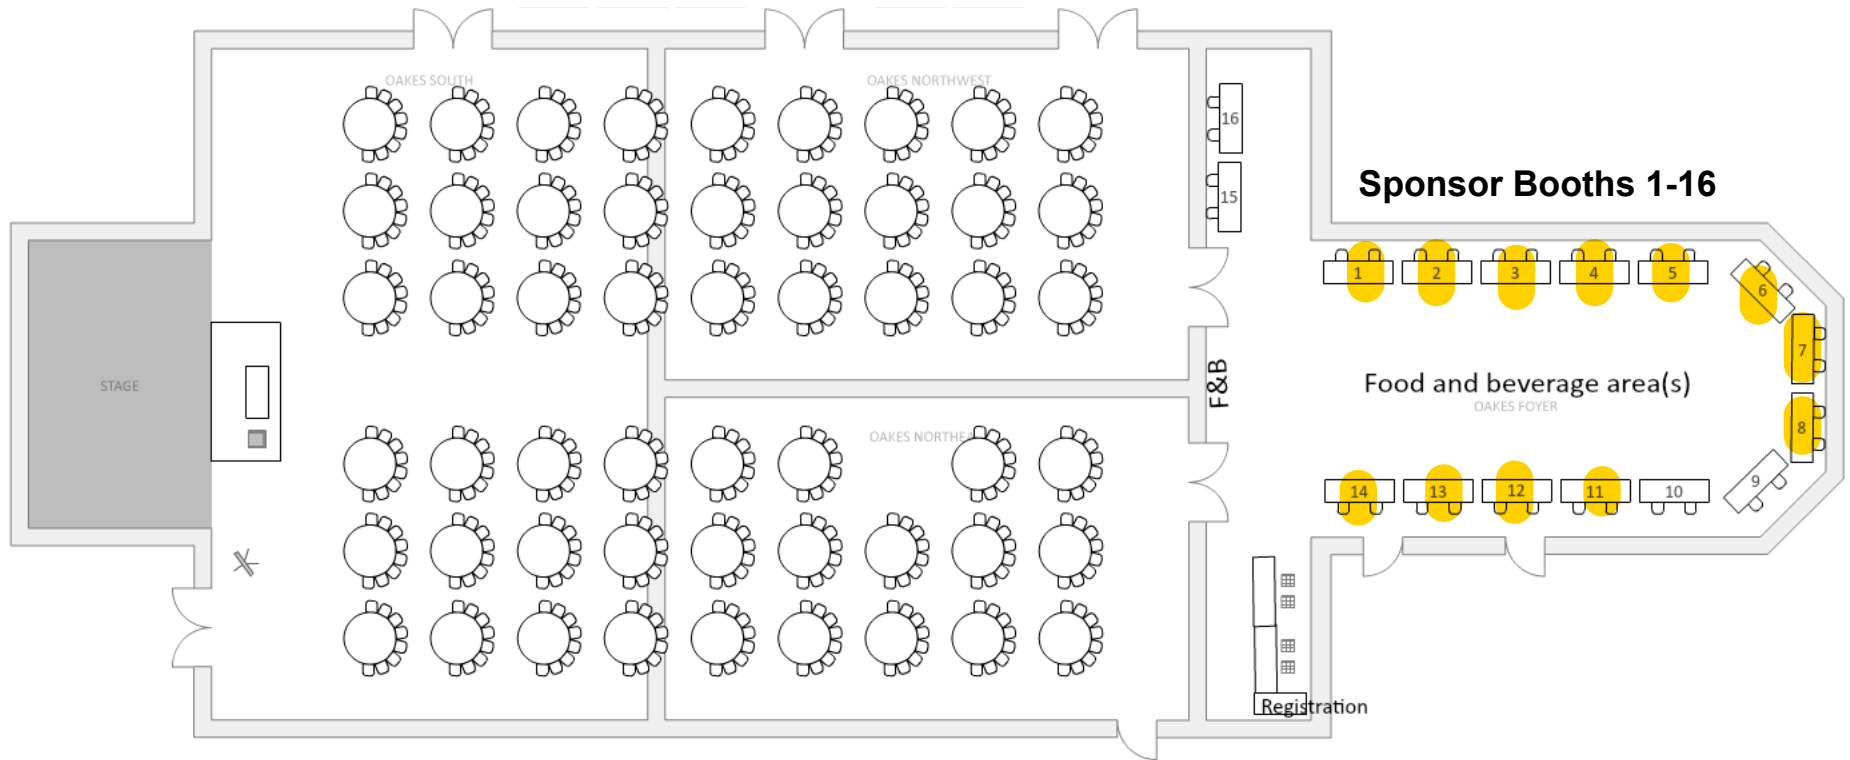 OAKES SOUTH
OAKES NORTHWEST
16
15
Sponsor Booths 1-16
1
2
3
4
5
6
7
8
9
10
11
12
13
14
STAGE
F&B
Food and beverage area(s)
OAKES FOYER
OAKES NORTHEA
Registration